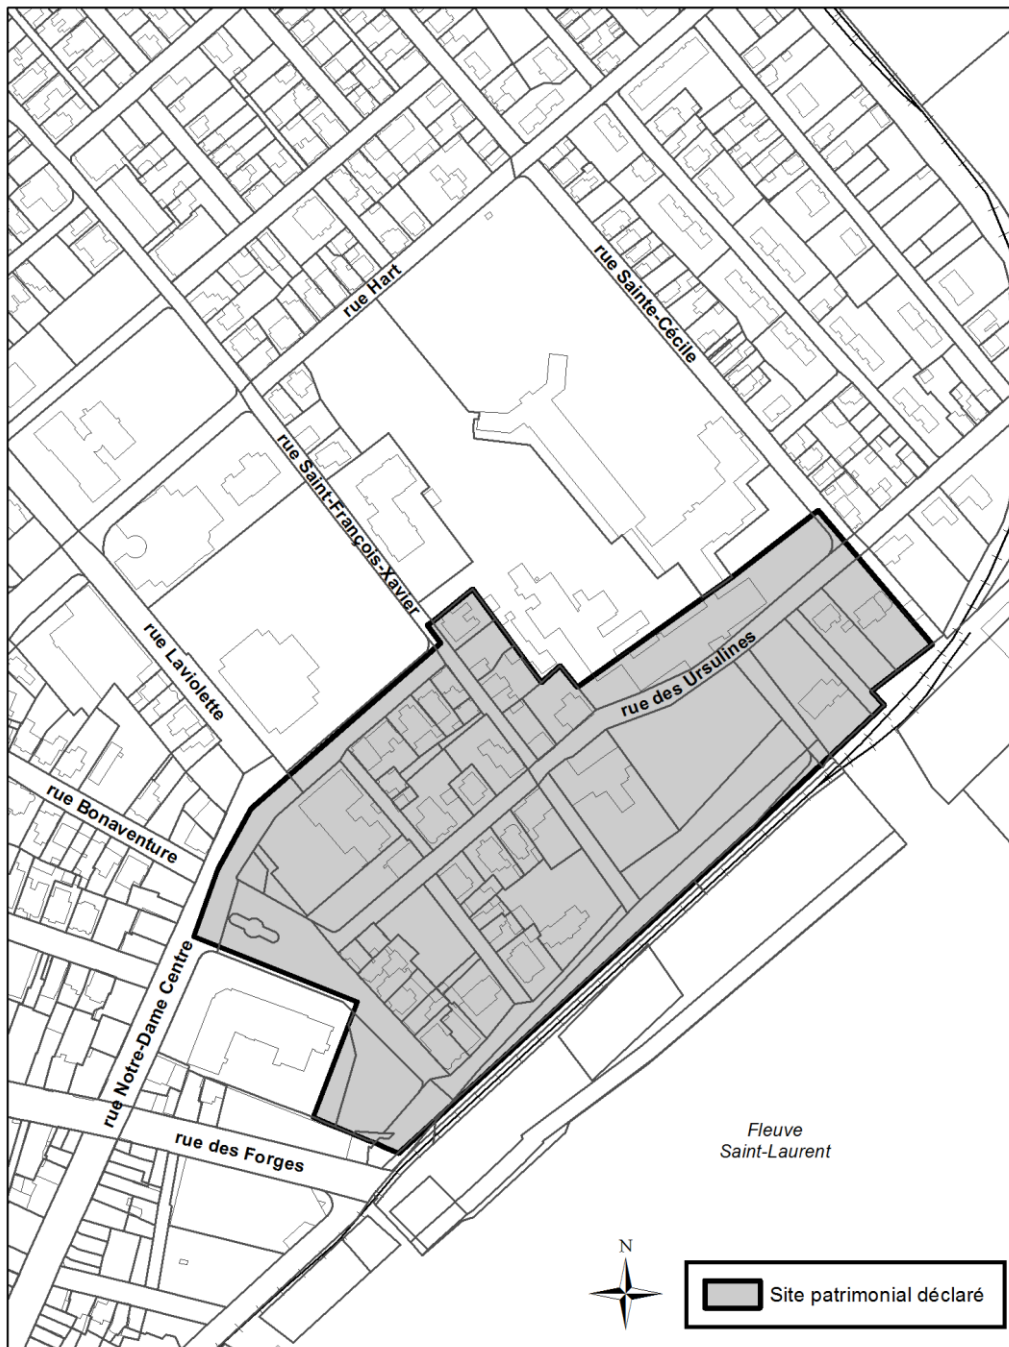 rue Hart
rue Sainte-Cécile
rue Saint-François-Xavier
rue Laviolette
rue des Ursulines
rue Bonaventure
rue Notre-Dame Centre
rue des Forges
Fleuve
Saint-Laurent
N
Site patrimonial déclaré